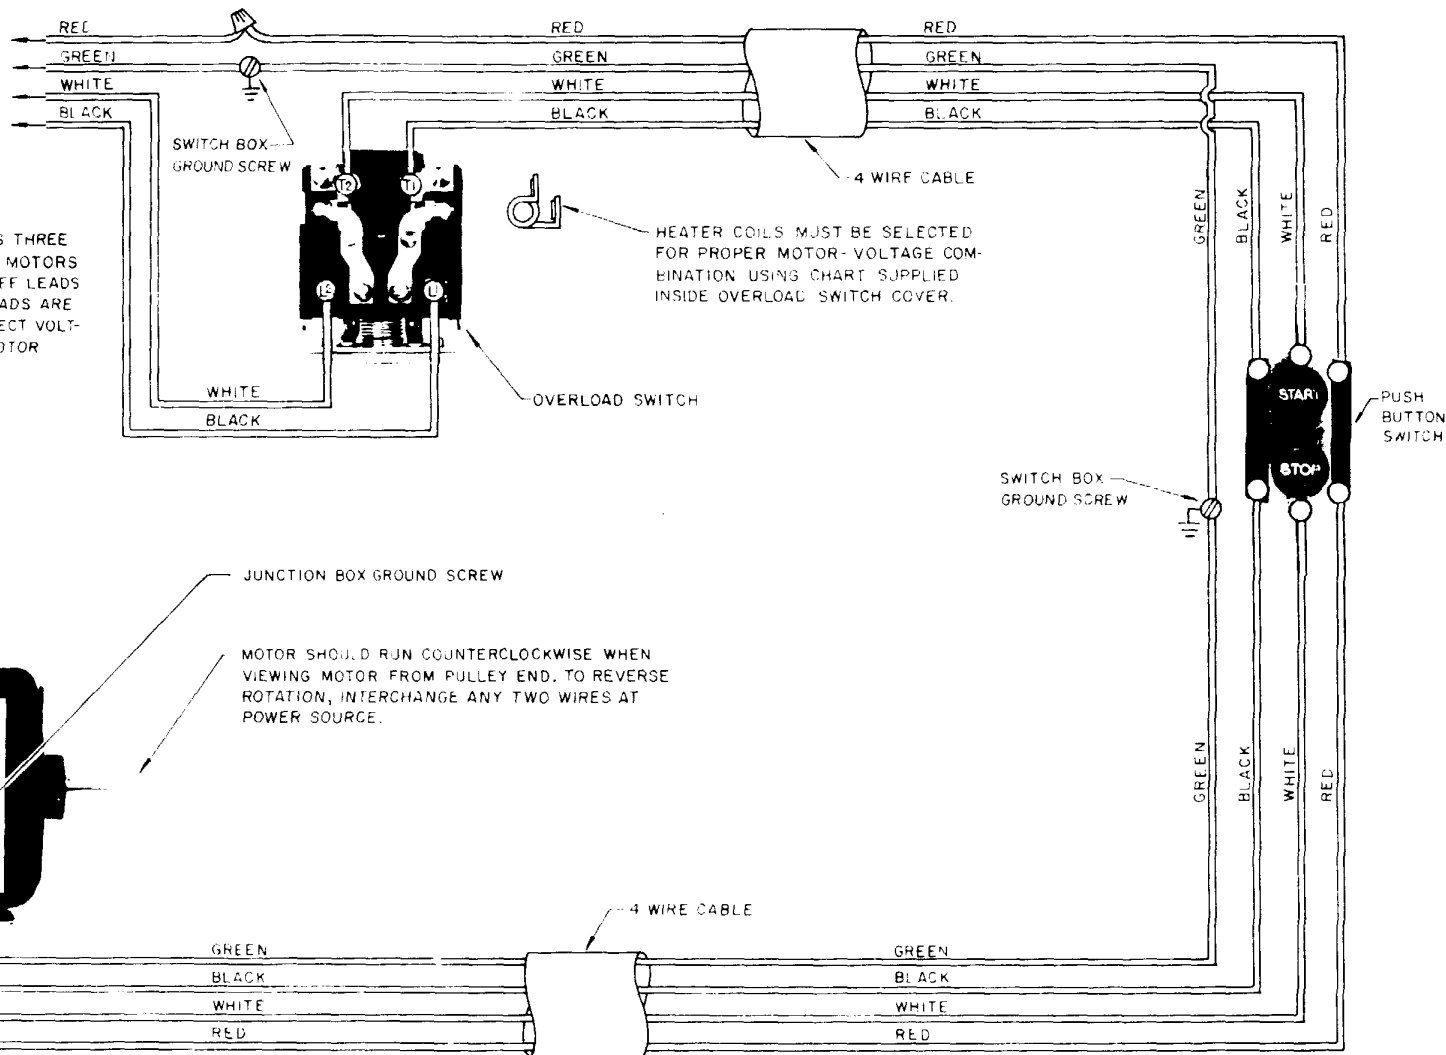 RED
RED
RED
GREEN
GREEN
GREEN
WHITE
WHITE
WHITE
BLACK
BLACK
BLACK
SWITCH BOX
GROUND SCREW
4 WIRE CABLE
T2
T1
L2
L1
THREE
MOTORS
LEADS
ARE
VOLT-
HEATER COILS MUST BE SELECTED
FOR PROPER MOTOR-VOLTAGE COM-
BINATION USING CHART SUPPLIED
INSIDE OVERLOAD SWITCH COVER.
GREEN
BLACK
WHITE
RED
WHITE
BLACK
OVERLOAD SWITCH
START
STOP
PUSH
BUTTON
SWITCH
SWITCH BOX
GROUND SCREW
JUNCTION BOX GROUND SCREW
MOTOR SHOULD RUN COUNTERCLOCKWISE WHEN
VIEWING MOTOR FROM PULLEY END. TO REVERSE
ROTATION, INTERCHANGE ANY TWO WIRES AT
POWER SOURCE.
GREEN
BLACK
WHITE
RED
4 WIRE CABLE
GREEN
GREEN
BLACK
BLACK
WHITE
WHITE
RED
RED